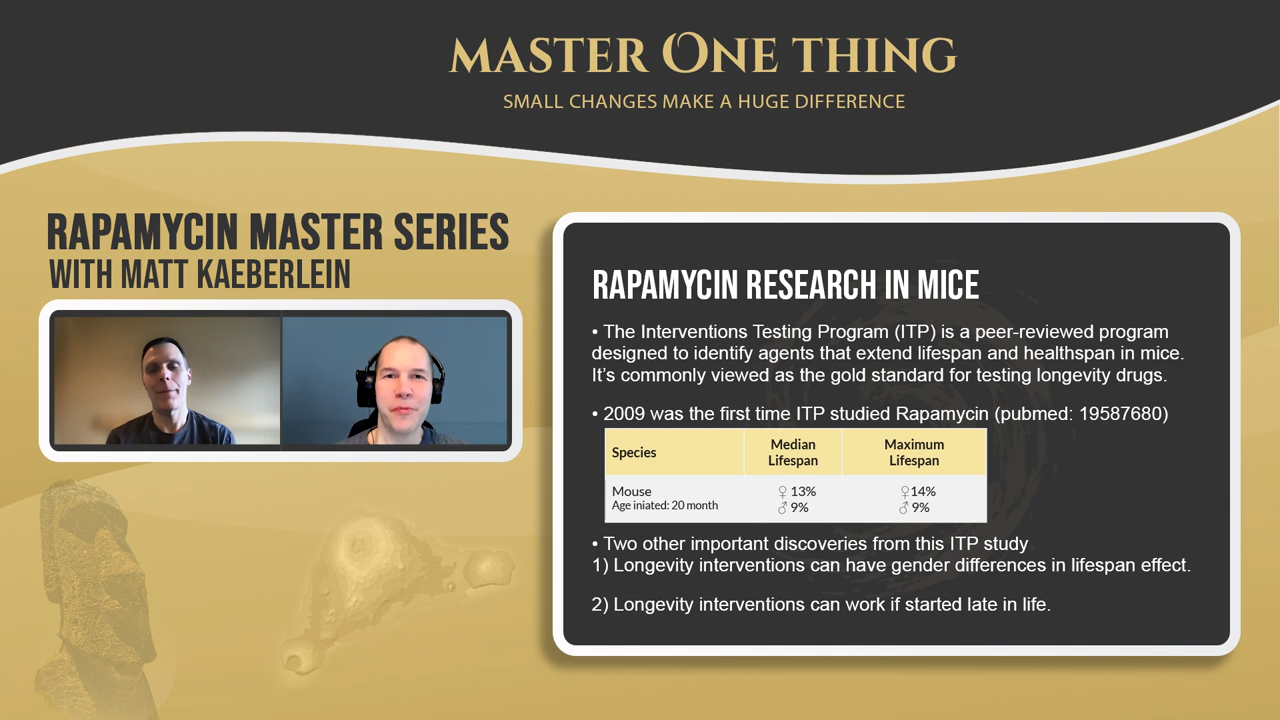 MASTER ONE THING
SMALL CHANGES MAKE A HUGE DIFFERENCE
RAPAMYCIN MASTER SERIES
WITH MATT KAEBERLEIN
RAPAMYCIN RESEARCH IN MICE
• The Interventions Testing Program (ITP) is a peer-reviewed program
designed to identify agents that extend lifespan and healthspan in mice.
It's commonly viewed as the gold standard for testing longevity drugs.
• 2009 was the first time ITP studied Rapamycin (pubmed: 19587680)
Species Median Maximum
Lifespan Lifespan
Mouse ♀ 13% ♀14%
Age iniated: 20 month ♂ 9% ♂ 9%
• Two other important discoveries from this ITP study
1) Longevity interventions can have gender differences in lifespan effect.
2) Longevity interventions can work if started late in life.